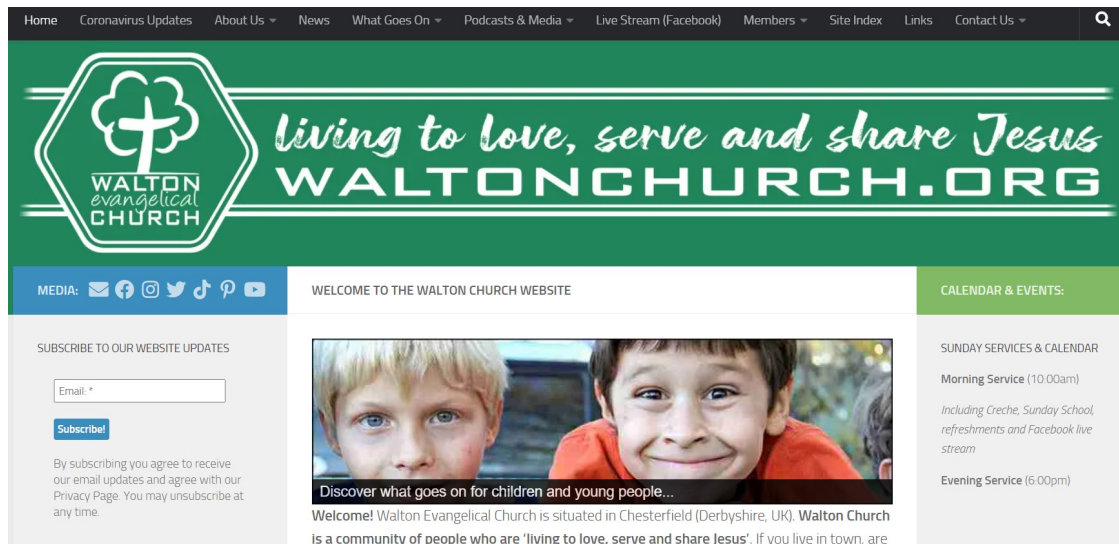 Home Coronavirus Updates About Us News What Goes On Podcasts & Media Live Stream (Facebook) Members Site Index Links Contact Us
WALTON
evangelical
CHURCH
living to love, serve and share Jesus
WALTONCHURCH.ORG
MEDIA:
SUBSCRIBE TO OUR WEBSITE UPDATES
Email: *
Subscribe!
By subscribing you agree to receive
our email updates and agree with our
Privacy Page. You may unsubscribe at
any time.
WELCOME TO THE WALTON CHURCH WEBSITE
Discover what goes on for children and young people...
Welcome! Walton Evangelical Church is situated in Chesterfield (Derbyshire, UK). Walton Church
is a community of people who are 'living to love, serve and share Jesus'. If you live in town, are
CALENDAR & EVENTS:
SUNDAY SERVICES & CALENDAR
Morning Service (10:00am)
Including Creche, Sunday School,
refreshments and Facebook live
stream
Evening Service (6:00pm)